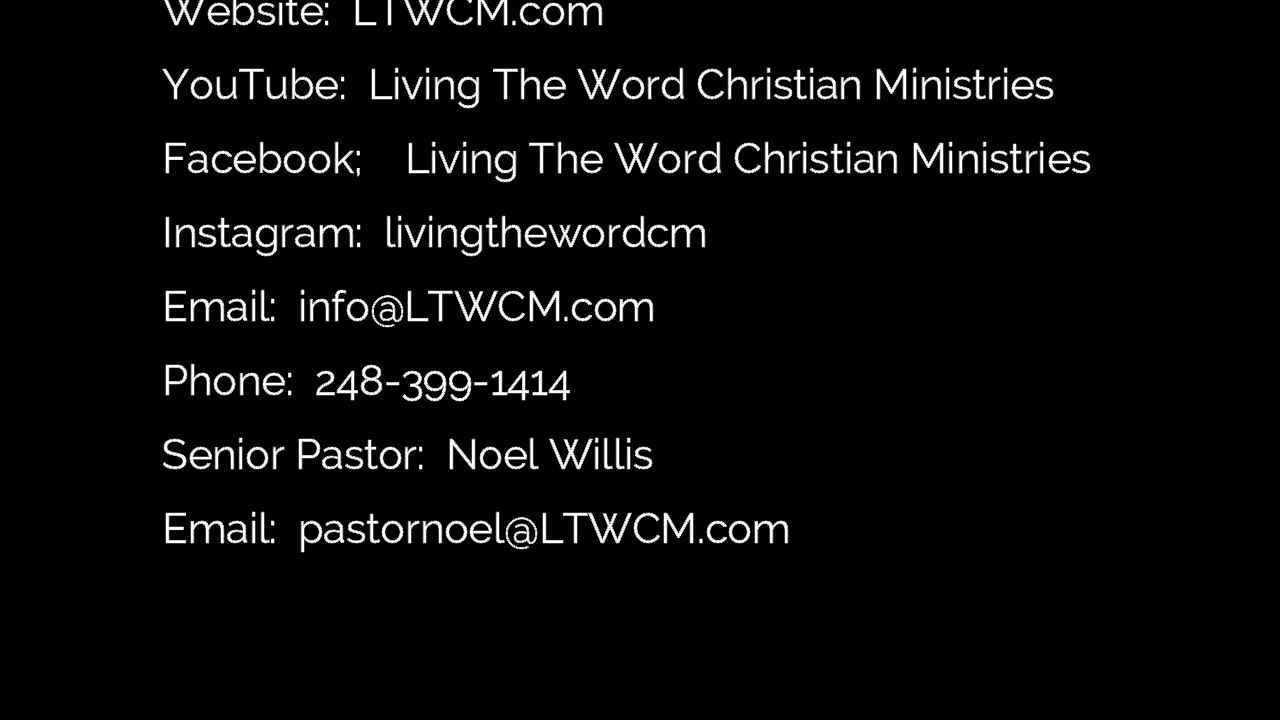 Website: LTWCM.com
YouTube: Living The Word Christian Ministries
Facebook; Living The Word Christian Ministries
Instagram: livingthewordcm
Email: info@LTWCM.com
Phone: 248-399-1414
Senior Pastor: Noel Willis
Email: pastornoel@LTWCM.com